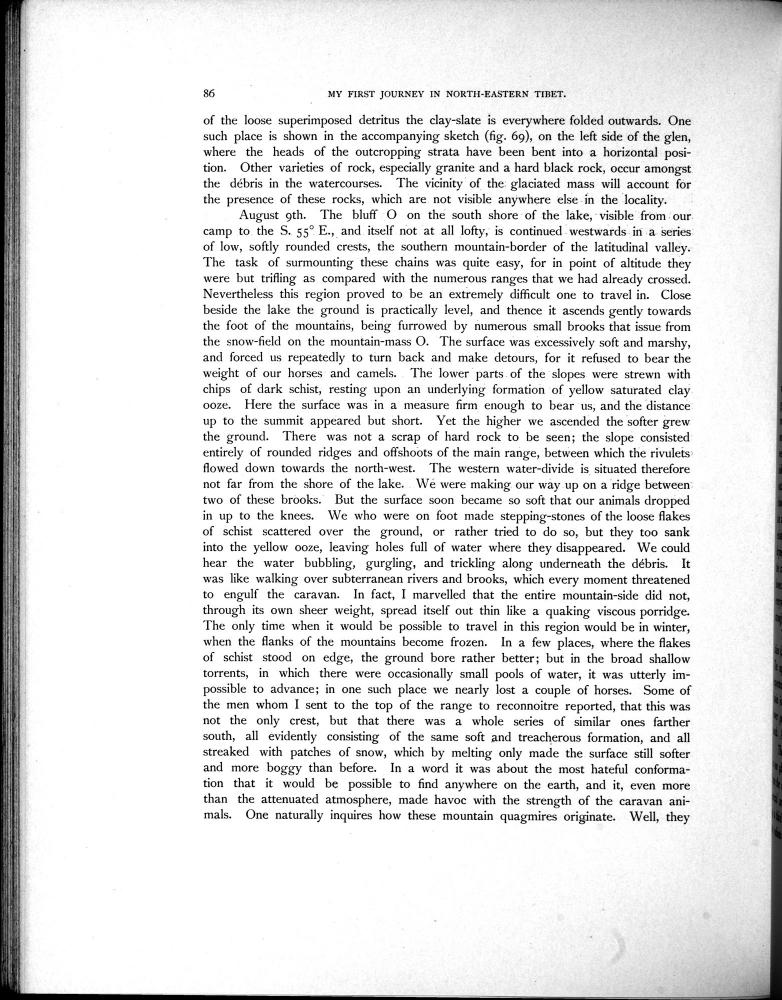 86
MY FIRST JOURNEY IN NORTH-EASTERN TIBET.
of the loose superimposed detritus the clay-slate is everywhere folded outwards. One
such place is shown in the accompanying sketch (fig. 69), on the left side of the glen,
where the heads of the outcropping strata have been bent into a horizontal posi-
tion. Other varieties of rock, especially granite and a hard black rock, occur amongst
the débris in the watercourses. The vicinity of the glaciated mass will account for
the presence of these rocks, which are not visible anywhere else in the locality.
August 9th. The bluff O on the south shore of the lake, visible from our
camp to the S. 55° E., and itself not at all lofty, is continued westwards in a series
of low, softly rounded crests, the southern mountain-border of the latitudinal valley.
The task of surmounting these chains was quite easy, for in point of altitude they
were but trifling as compared with the numerous ranges that we had already crossed.
Nevertheless this region proved to be an extremely difficult one to travel in. Close
beside the lake the ground is practically level, and thence it ascends gently towards
the foot of the mountains, being furrowed by numerous small brooks that issue from
the snow-field on the mountain-mass O. The surface was excessively soft and marshy,
and forced us repeatedly to turn back and make detours, for it refused to bear the
weight of our horses and camels. The lower parts of the slopes were strewn with
chips of dark schist, resting upon an underlying formation of yellow saturated clay
ooze. Here the surface was in a measure firm enough to bear us, and the distance
up to the summit appeared but short. Yet the higher we ascended the softer grew
the ground. There was not a scrap of hard rock to be seen; the slope consisted
entirely of rounded ridges and offshoots of the main range, between which the rivulets
flowed down towards the north-west. The western water-divide is situated therefore
not far from the shore of the lake. We were making our way up on a ridge between
two of these brooks. But the surface soon became so soft that our animals dropped
in up to the knees. We who were on foot made stepping-stones of the loose flakes
of schist scattered over the ground, or rather tried to do so, but they too sank
into the yellow ooze, leaving holes full of water where they disappeared. We could
hear the water bubbling, gurgling, and trickling along underneath the débris. It
was like walking over subterranean rivers and brooks, which every moment threatened
to engulf the caravan. In fact, I marvelled that the entire mountain-side did not,
through its own sheer weight, spread itself out thin like a quaking viscous porridge.
The only time when it would be possible to travel in this region would be in winter,
when the flanks of the mountains become frozen. In a few places, where the flakes
of schist stood on edge, the ground bore rather better; but in the broad shallow
torrents, in which there were occasionally small pools of water, it was utterly im-
possible to advance; in one such place we nearly lost a couple of horses. Some of
the men whom I sent to the top of the range to reconnoitre reported, that this was
not the only crest, but that there was a whole series of similar ones farther
south, all evidently consisting of the same soft and treacherous formation, and all
streaked with patches of snow, which by melting only made the surface still softer
and more boggy than before. In a word it was about the most hateful conforma-
tion that it would be possible to find anywhere on the earth, and it, even more
than the attenuated atmosphere, made havoc with the strength of the caravan ani-
mals. One naturally inquires how these mountain quagmires originate. Well, they